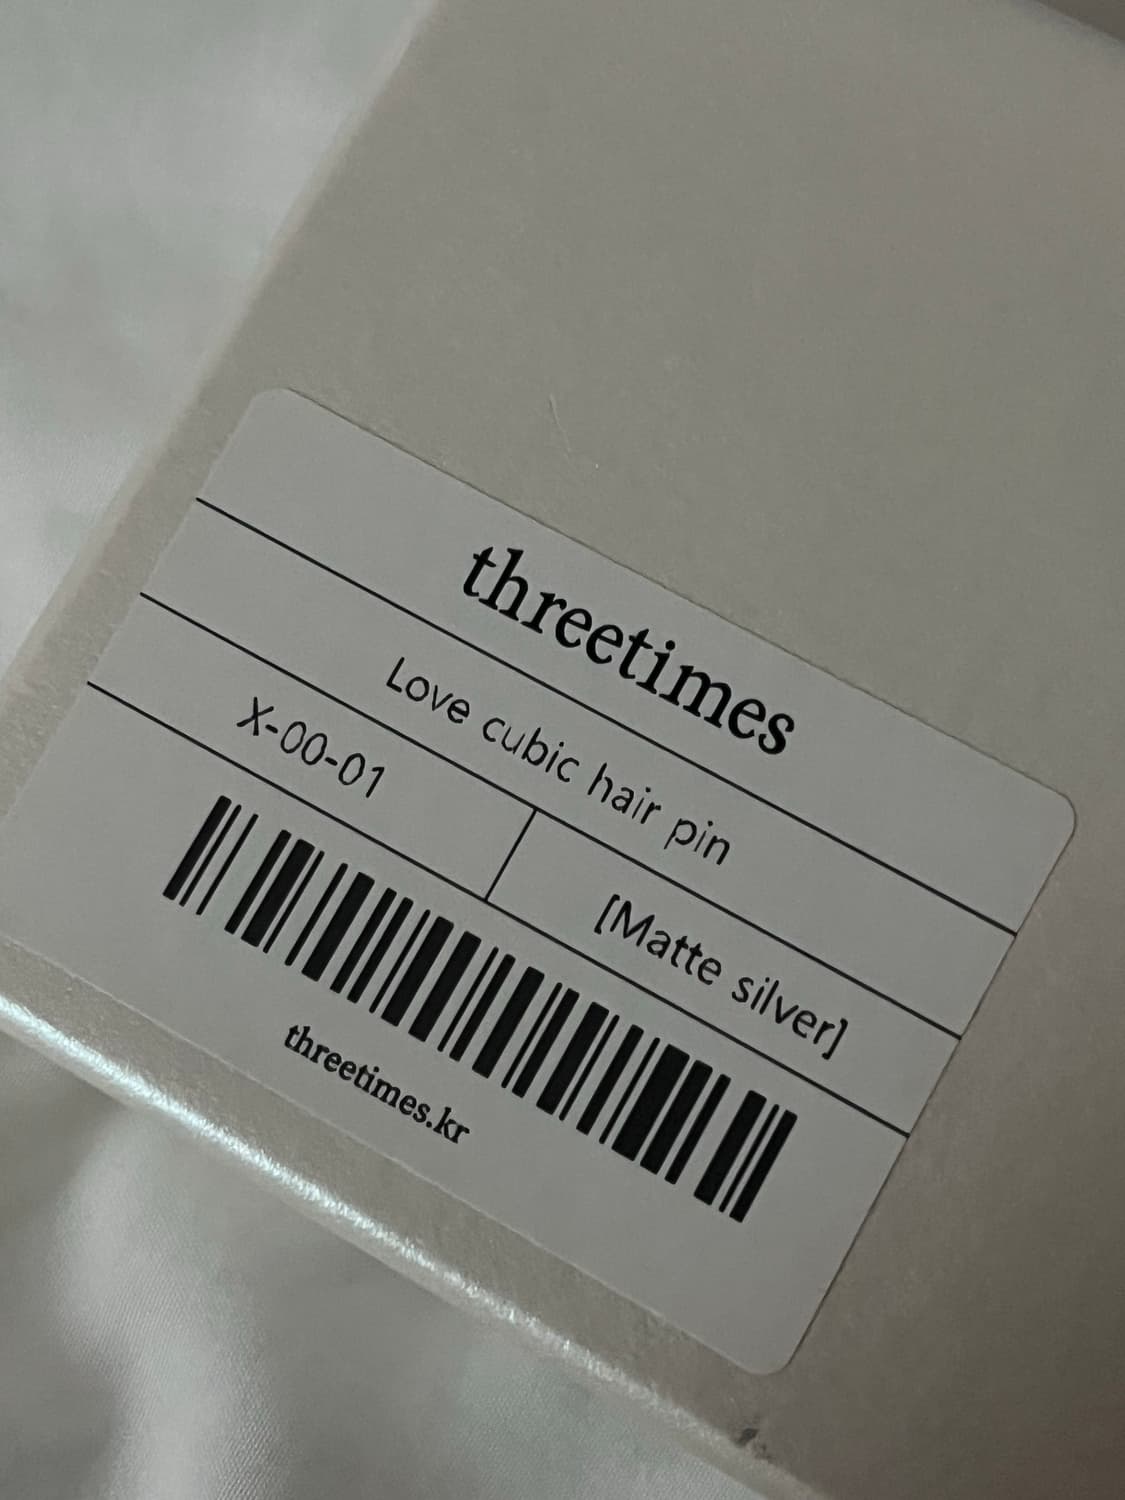 threetimes
Love cubic hair pin
X-00-01
[Matte silver]
threetimes.kr